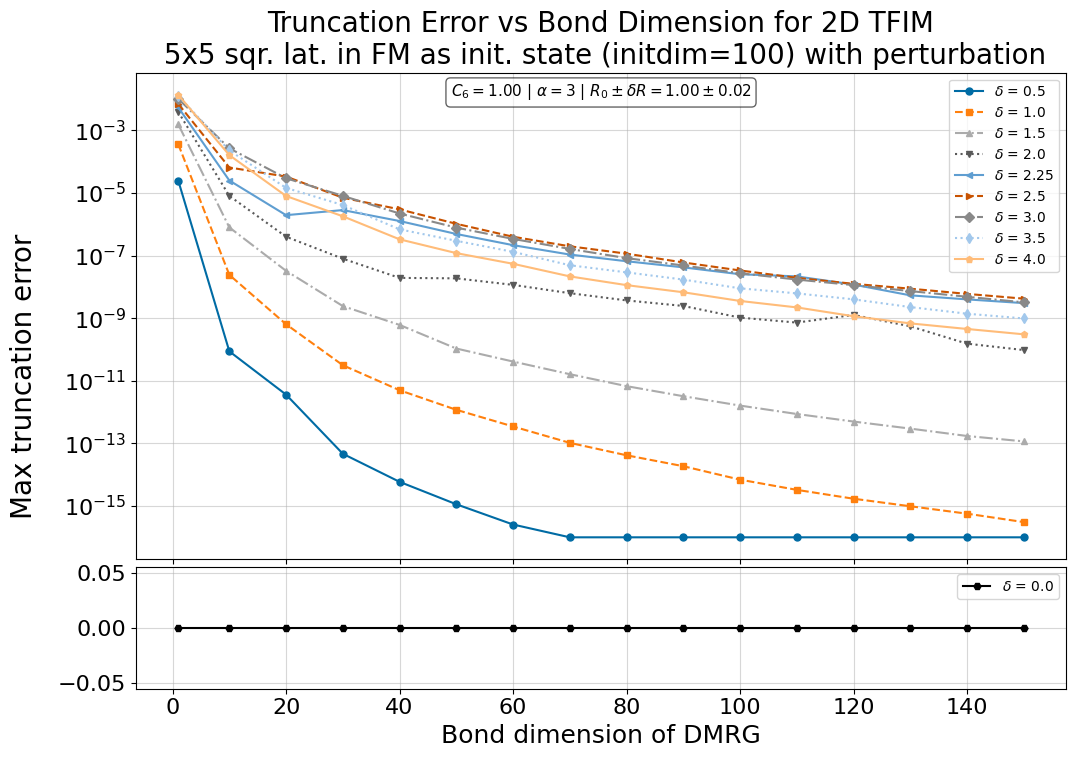 Truncation Error vs Bond Dimension for 2D TFIM
5x5 sqr. lat. in FM as init. state (initdim=100) with perturbation
C₆ = 1.00 | α = 3 | R₀ ± δR = 1.00 ± 0.02
δ = 0.5
δ = 1.0
δ = 1.5
δ = 2.0
δ = 2.25
δ = 2.5
δ = 3.0
δ = 3.5
δ = 4.0
Max truncation error
10⁻³
10⁻⁵
10⁻⁷
10⁻⁹
10⁻¹¹
10⁻¹³
10⁻¹⁵
0.05
0.00
−0.05
δ = 0.0
0 20 40 60 80 100 120 140
Bond dimension of DMRG